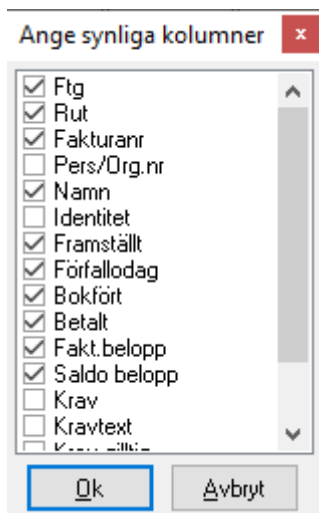 Ange synliga kolumner
Ftg
Rut
Fakturanr
Pers/Org.nr
Namn
Identitet
Framställt
Förfallodag
Bokfört
Betalt
Fakt.belopp
Saldo belopp
Krav
Kravtext
Ok
Avbryt